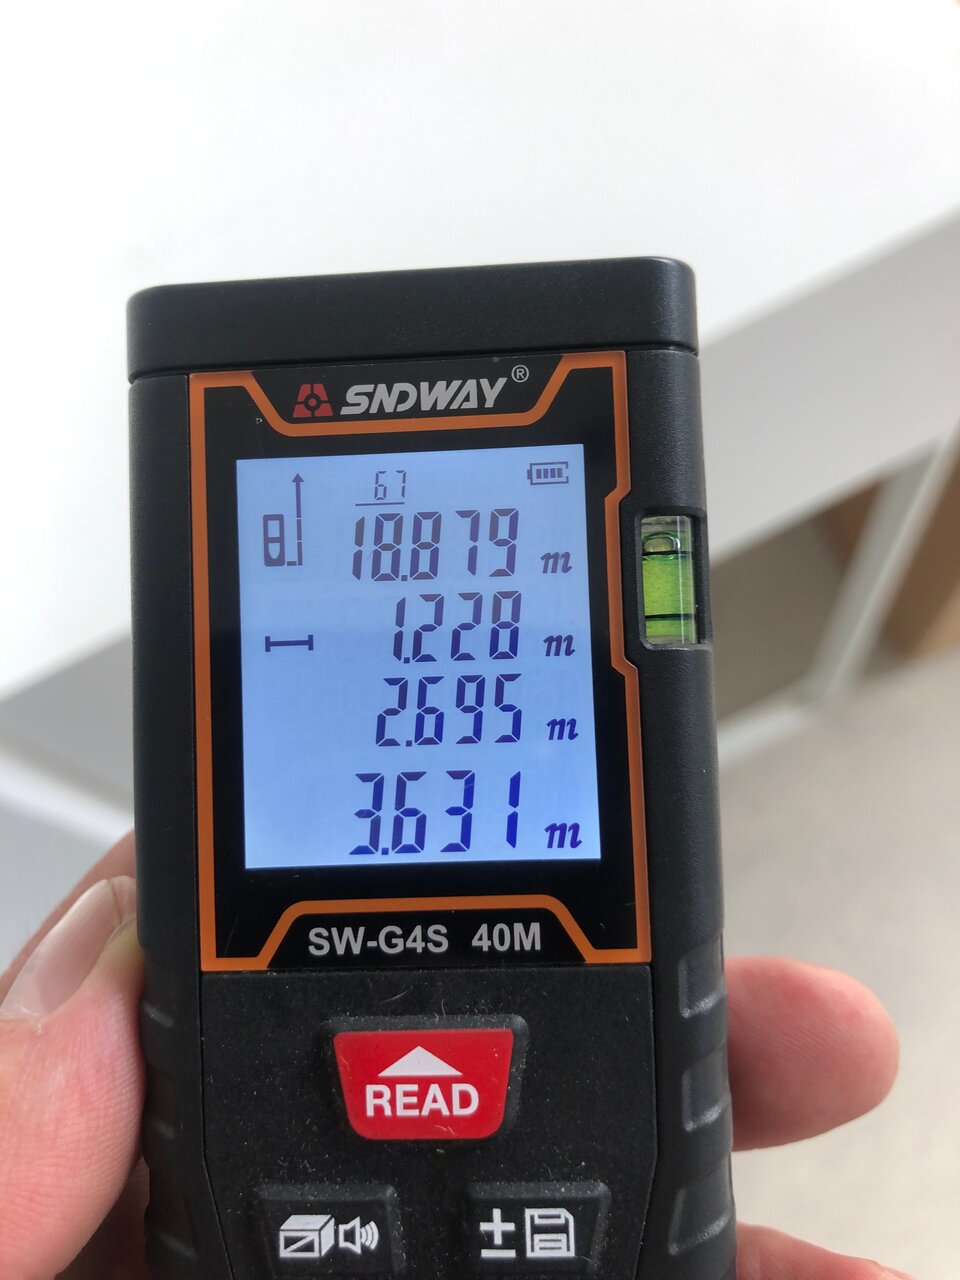 SNDWAY®
67
18.879 m
1.228 m
2.695 m
3.631 m
SW-G4S 40M
READ